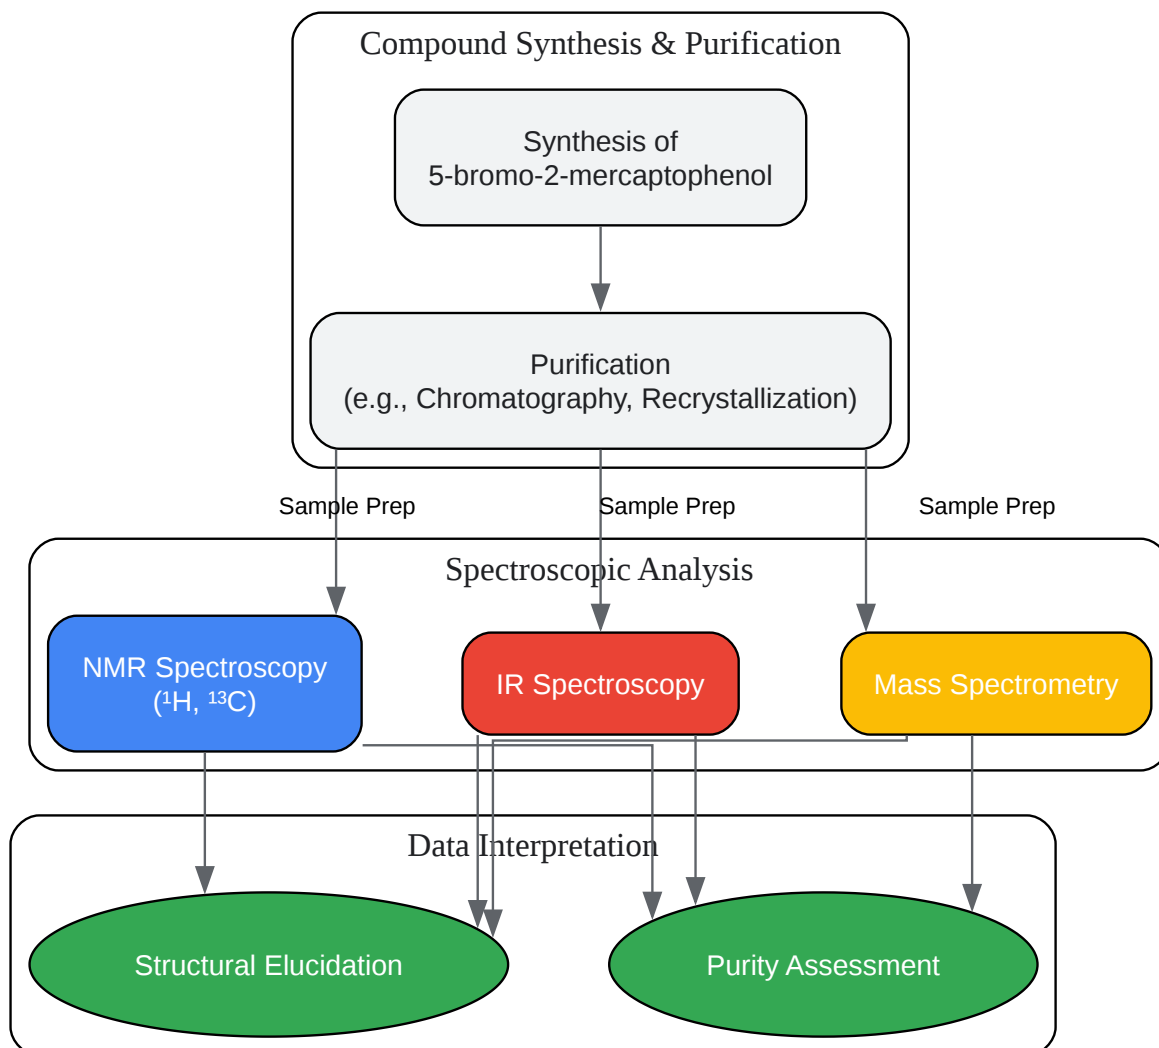 Compound Synthesis & Purification
Synthesis of
5-bromo-2-mercaptophenol
Purification
(e.g., Chromatography, Recrystallization)
Sample Prep
Sample Prep
Sample Prep
Spectroscopic Analysis
NMR Spectroscopy
(¹H, ¹³C)
IR Spectroscopy
Mass Spectrometry
Data Interpretation
Structural Elucidation
Purity Assessment